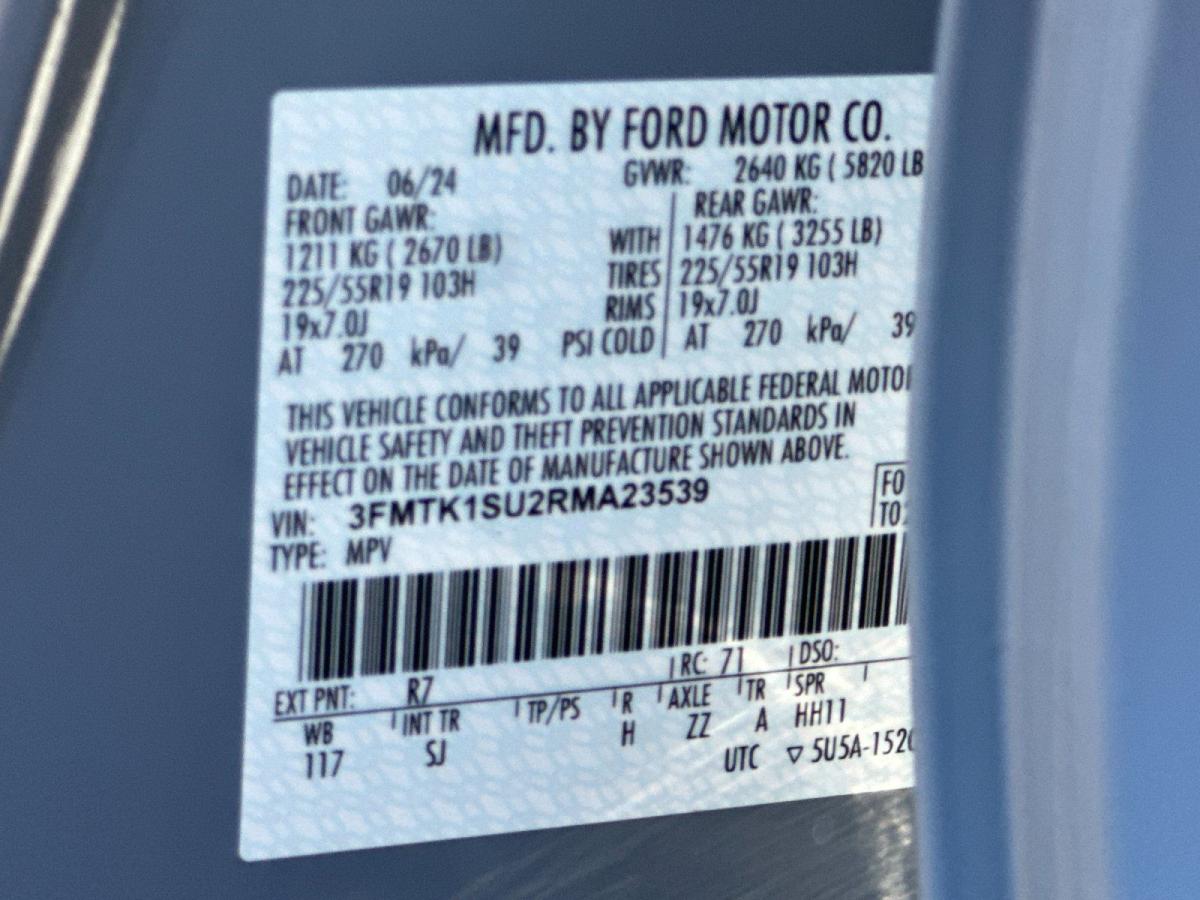 MFD. BY FORD MOTOR CO.
DATE: 06/24 GVWR: 2640 KG ( 5820 LB
FRONT GAWR: REAR GAWR:
1211 KG ( 2670 LB) WITH 1476 KG ( 3255 LB)
225/55R19 103H TIRES 225/55R19 103H
19x7.0J RIMS 19x7.0J
AT 270 kPa/ 39 PSI COLD AT 270 kPa/ 39
THIS VEHICLE CONFORMS TO ALL APPLICABLE FEDERAL MOTOR
VEHICLE SAFETY AND THEFT PREVENTION STANDARDS IN
EFFECT ON THE DATE OF MANUFACTURE SHOWN ABOVE.
VIN: 3FMTK1SU2RMA23539 FO
TYPE: MPV TO
RC: 71 DSO:
EXT PNT: R7
WB INT TR TP/PS R AXLE TR SPR
117 SJ H ZZ A HH11
UTC ▽ 5U5A-1520